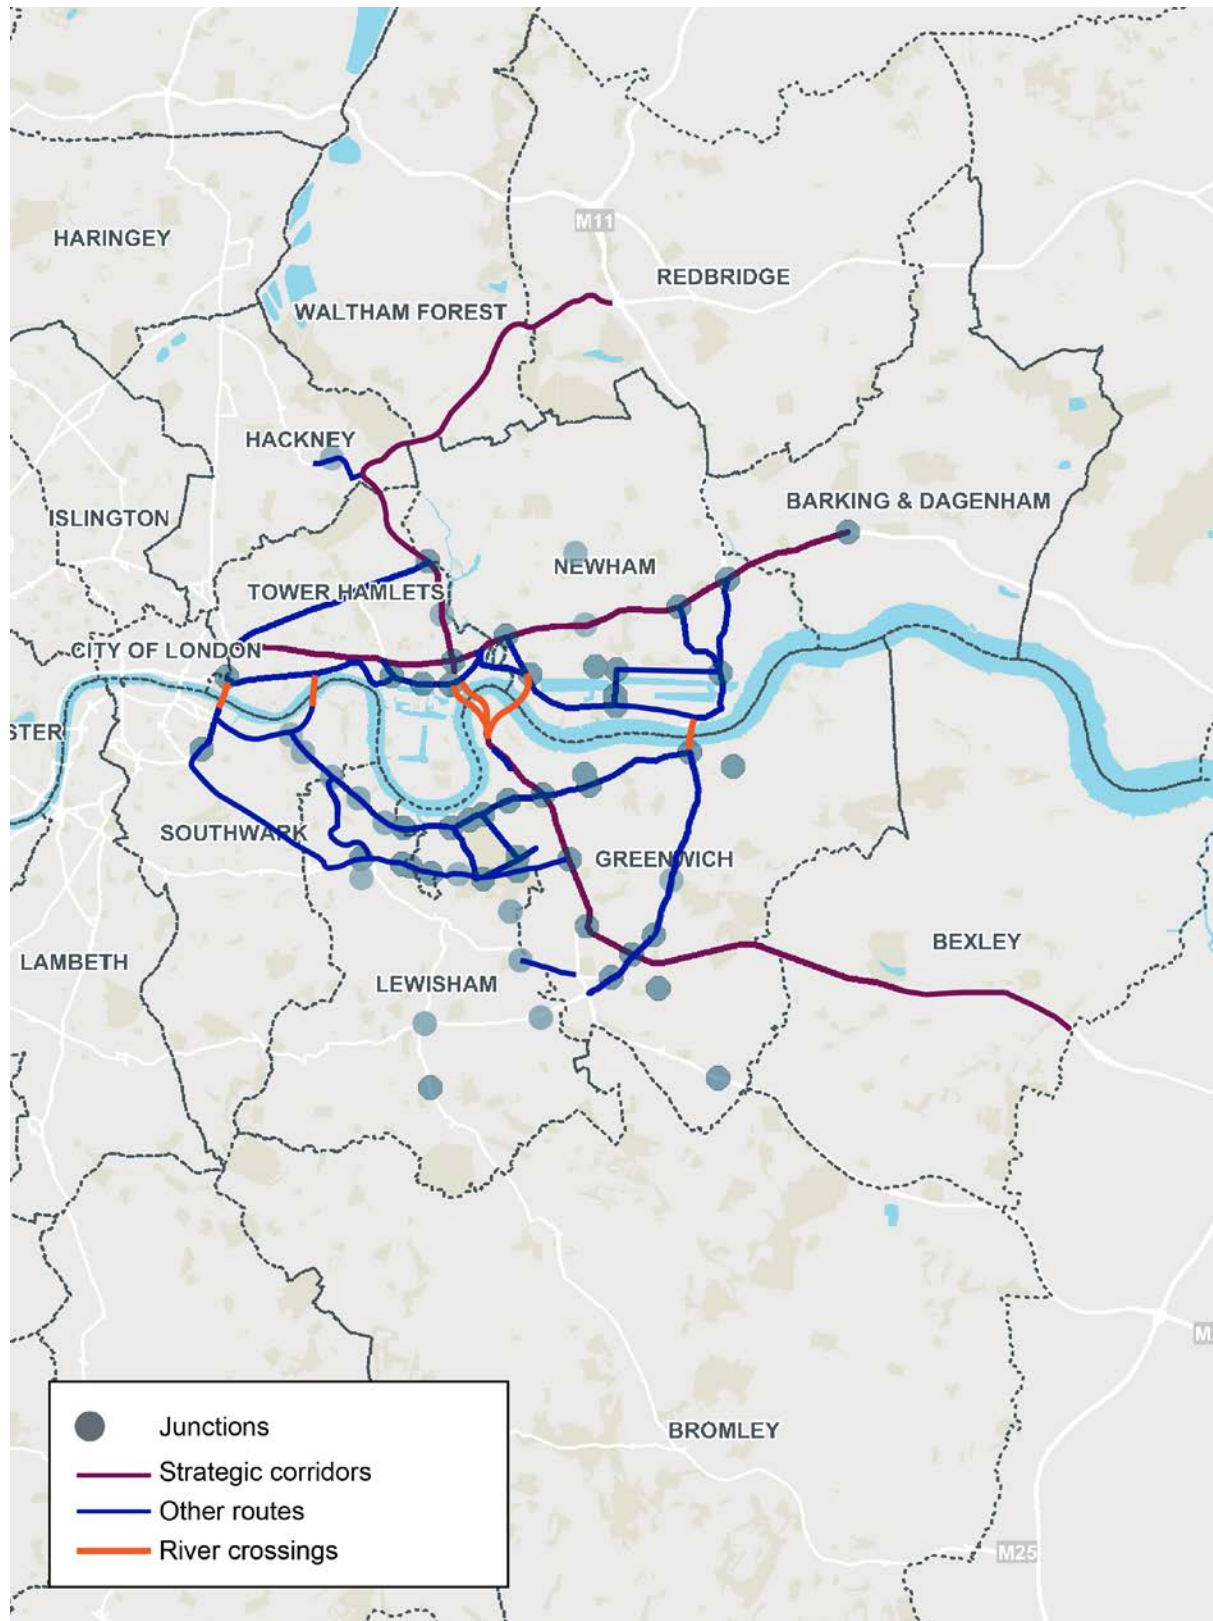 M11
HARINGEY
REDBRIDGE
WALTHAM FOREST
HACKNEY
BARKING & DAGENHAM
ISLINGTON
NEWHAM
TOWER HAMLETS
CITY OF LONDON
STER
SOUTHWARK
GREENWICH
BEXLEY
LAMBETH
LEWISHAM
M
BROMLEY
M25
Junctions
Strategic corridors
Other routes
River crossings